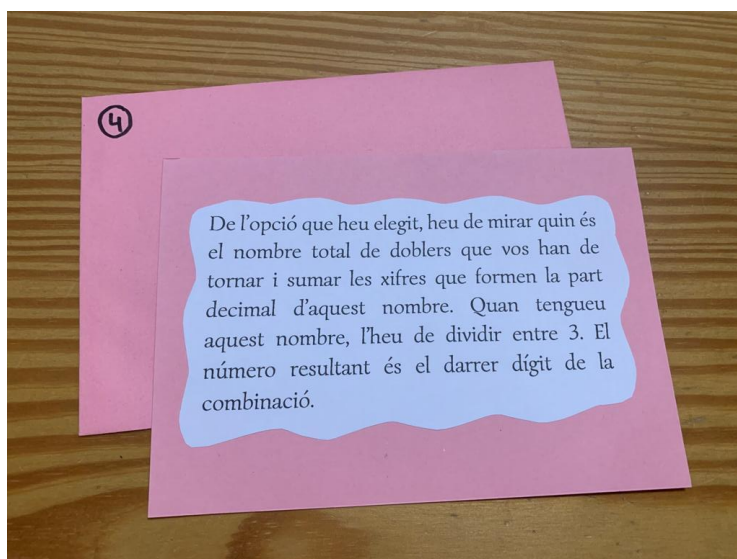 4
De l'opció que heu elegit, heu de mirar quin és
el nombre total de doblers que vos han de
tornar i sumar les xifres que formen la part
decimal d'aquest nombre. Quan tengueu
aquest nombre, l'heu de dividir entre 3. El
número resultant és el darrer dígit de la
combinació.